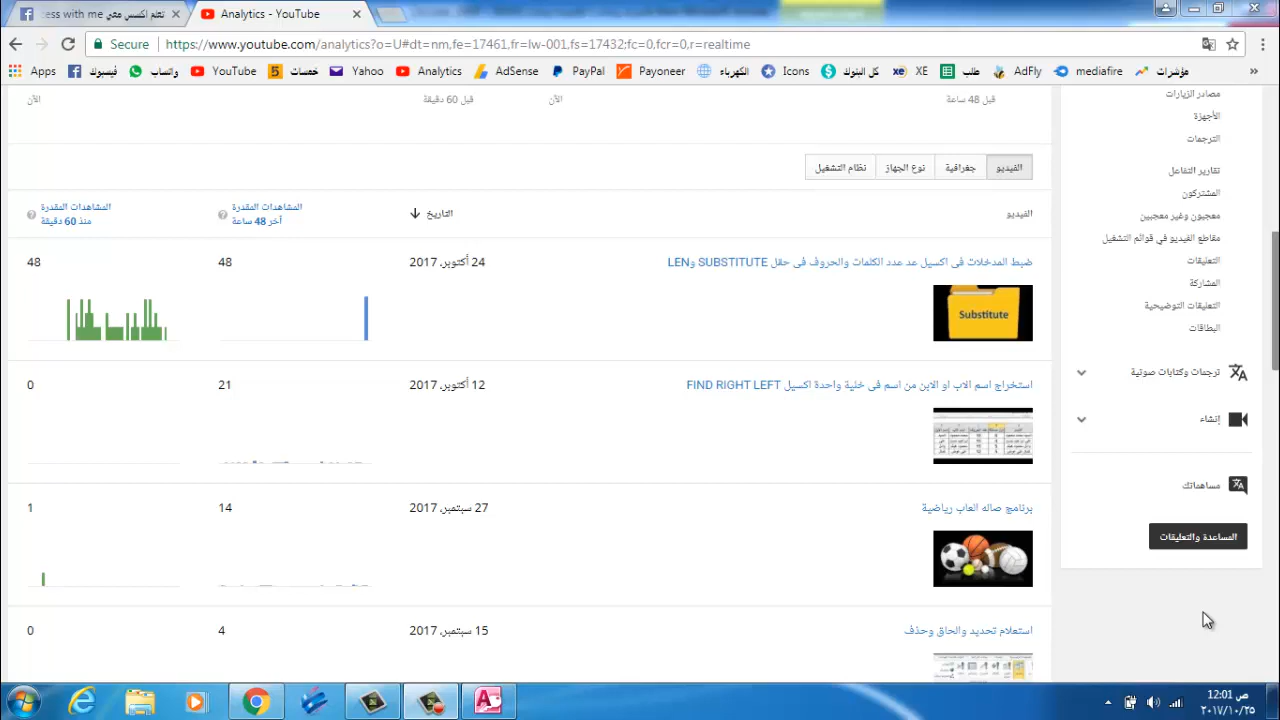 تعلم اكسس معي cess with me
Analytics - YouTube
Secure
https://www.youtube.com/analytics?o=U#dt=nm,fe=17461,fr=lw-001,fs=17432;fc=0,fcr=0,r=realtime
Apps فيسبوك واتساب YouTube خمسات Yahoo Analytics AdSense PayPal Payoneer الكهرباء Icons كل البنوك XE طلب AdFly mediafire مؤشرات »
مصادر الزيارات
الأجهزة
الترجمات
تقارير التفاعل
المشتركون
معجبون وغير معجبين
مقاطع الفيديو في قوائم التشغيل
التعليقات
المشاركة
التعليقات التوضيحية
البطاقات
ترجمات وكتابات صوتية
إنشاء
مساهماتك
المساعدة والتعليقات
قبل 48 ساعة
الآن
قبل 60 دقيقة
الآن
الفيديو جغرافية نوع الجهاز نظام التشغيل
الفيديو
التاريخ
المشاهدات المقدرة
آخر 48 ساعة
المشاهدات المقدرة
منذ 60 دقيقة
ضبط المدخلات فى اكسيل عد عدد الكلمات والحروف فى حقل SUBSTITUTE وLEN
24 أكتوبر، 2017
48
48
Substitute
استخراج اسم الاب او الابن من اسم فى خلية واحدة اكسيل FIND RIGHT LEFT
12 أكتوبر، 2017
21
0
برنامج صاله العاب رياضية
27 سبتمبر، 2017
14
1
استعلام تحديد والحاق وحذف
15 سبتمبر، 2017
4
0
12:01 ص
٢٠١٧/١٠/٢٥